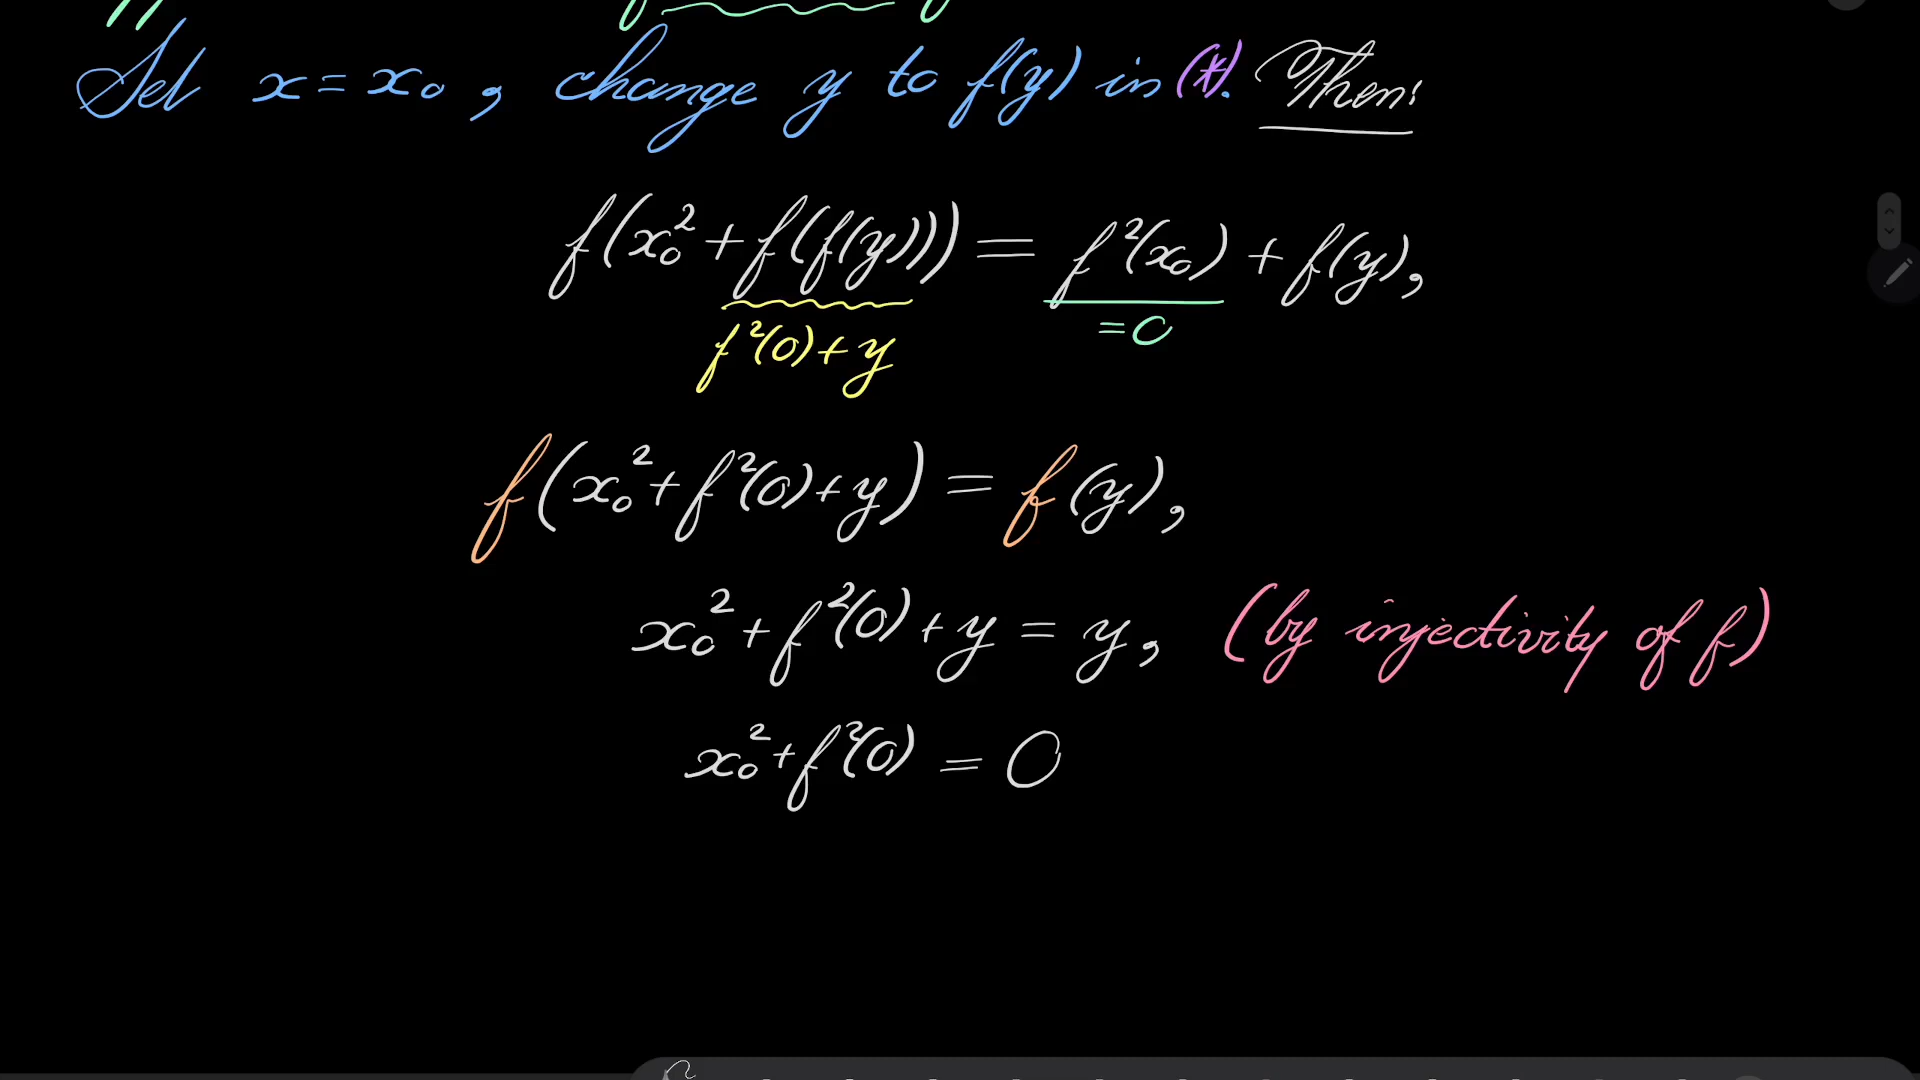 Set x = x₀, change y to f(y) in (*). Then:
f(x₀² + f(f(y))) = f²(x₀) + f(y),
f²(0) + y = 0
f(x₀² + f²(0) + y) = f(y),
x₀² + f²(0) + y = y, (by injectivity of f)
x₀² + f²(0) = 0